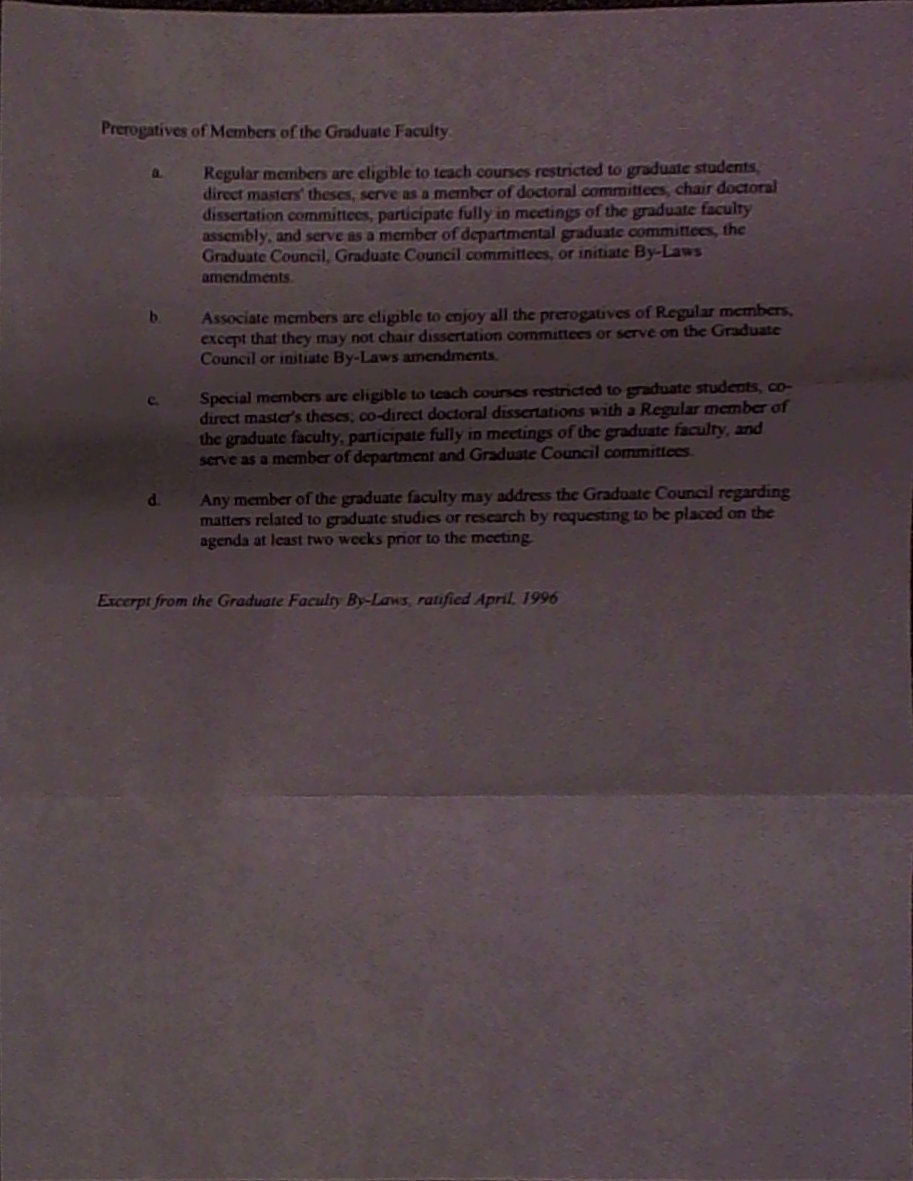 Prerogatives of Members of the Graduate Faculty
a. Regular members are eligible to teach courses restricted to graduate students,
direct masters' theses, serve as a member of doctoral committees, chair doctoral
dissertation committees, participate fully in meetings of the graduate faculty
assembly, and serve as a member of departmental graduate committees, the
Graduate Council, Graduate Council committees, or initiate By-Laws
amendments.
b. Associate members are eligible to enjoy all the prerogatives of Regular members,
except that they may not chair dissertation committees or serve on the Graduate
Council or initiate By-Laws amendments.
c. Special members are eligible to teach courses restricted to graduate students, co-
direct master's theses; co-direct doctoral dissertations with a Regular member of
the graduate faculty, participate fully in meetings of the graduate faculty, and
serve as a member of department and Graduate Council committees.
d. Any member of the graduate faculty may address the Graduate Council regarding
matters related to graduate studies or research by requesting to be placed on the
agenda at least two weeks prior to the meeting.
Excerpt from the Graduate Faculty By-Laws, ratified April, 1996